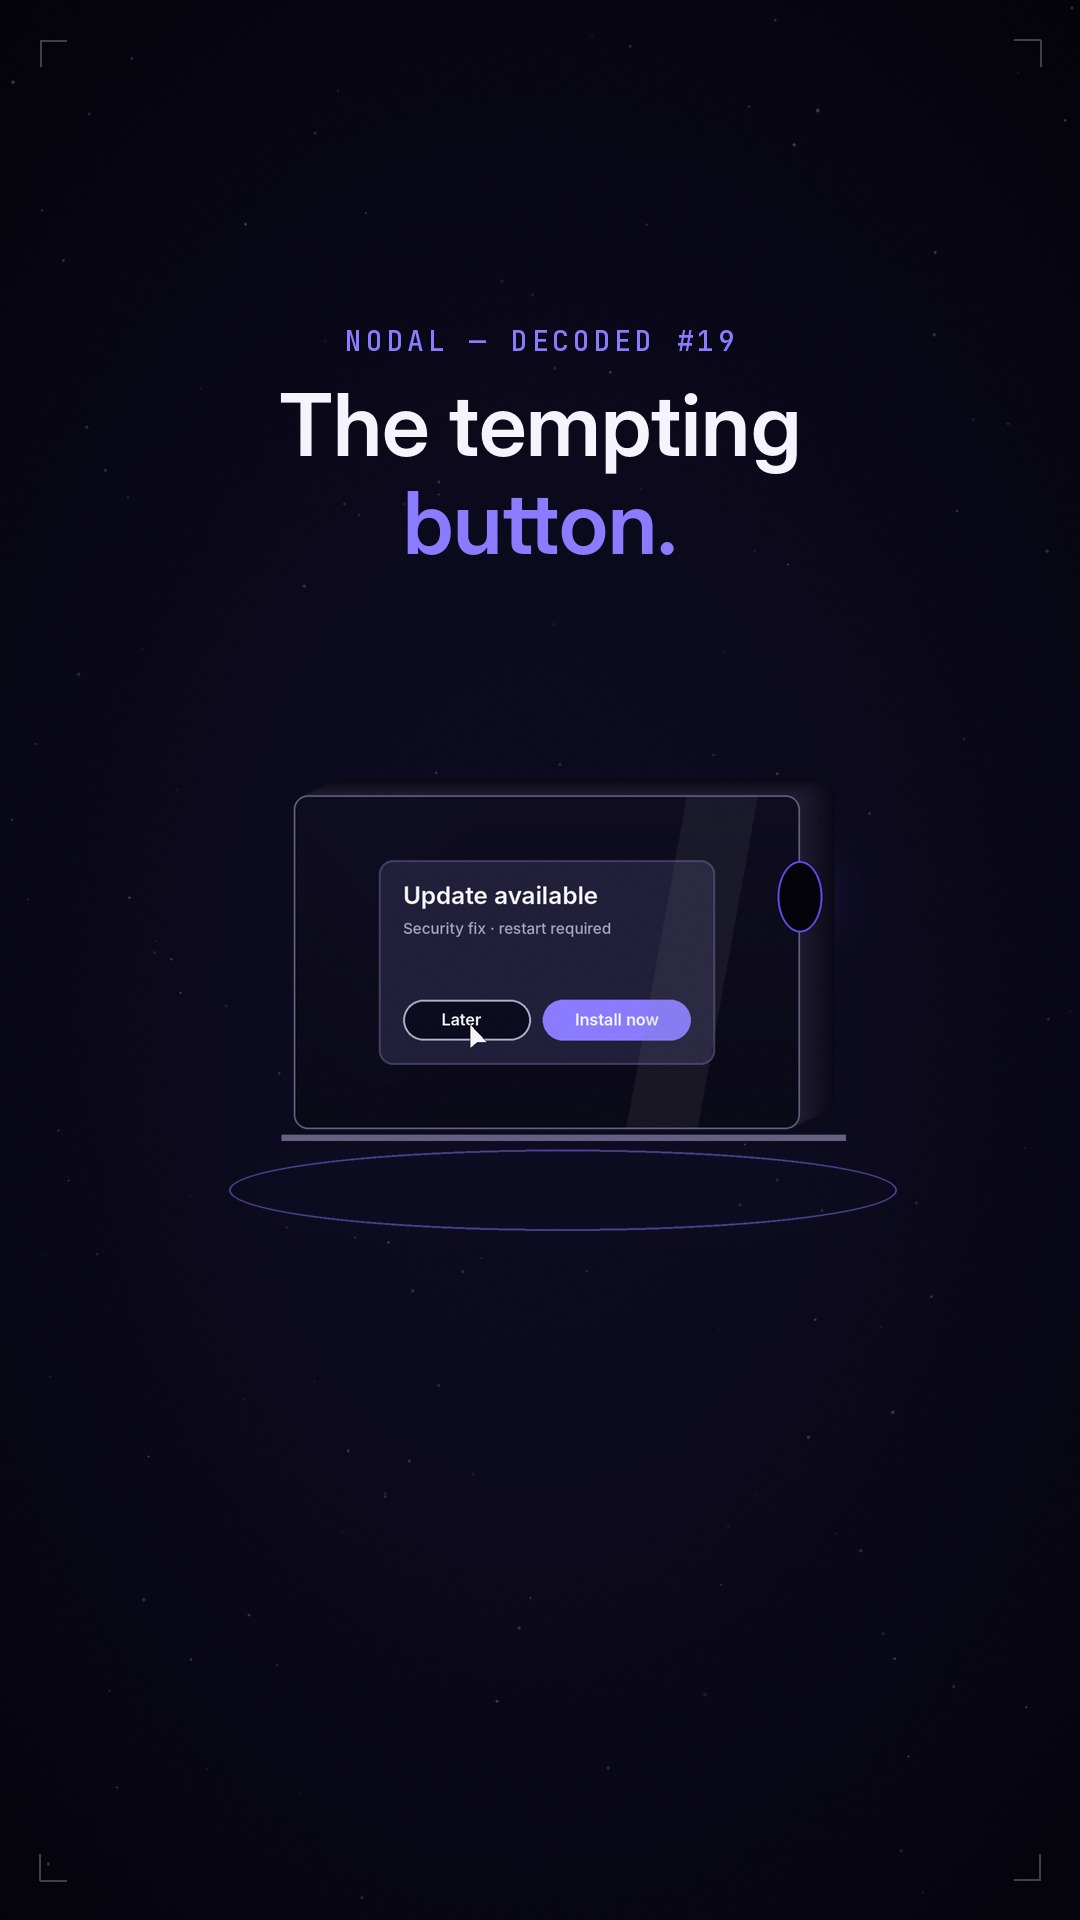 NODAL — DECODED #19
The tempting
button.
Update available
Security fix · restart required
Later
Install now